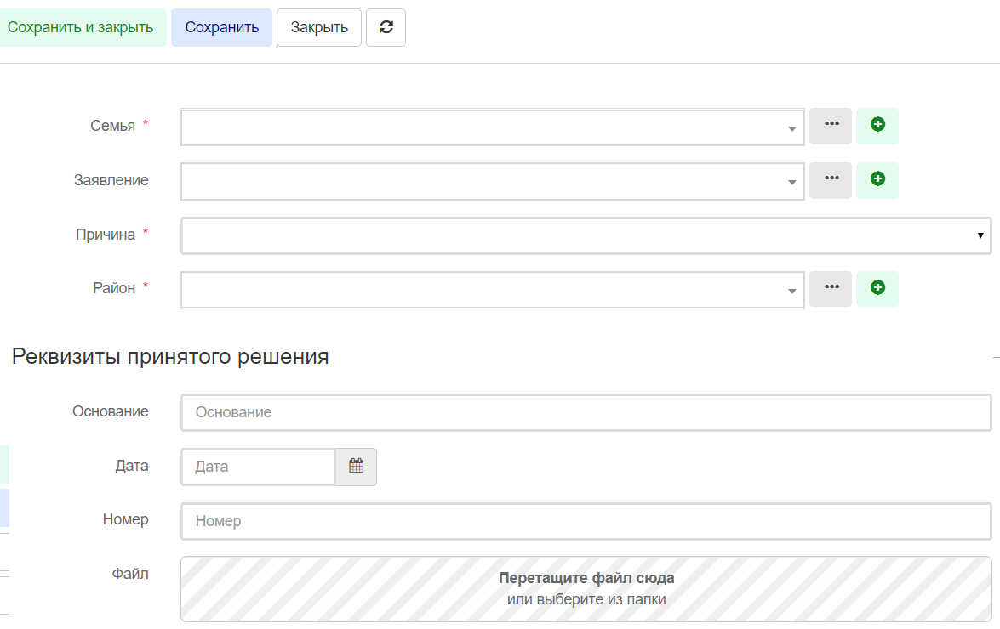 Сохранить и закрыть Сохранить Закрыть
Семья *
Заявление
Причина *
Район *
Реквизиты принятого решения
Основание Основание
Дата Дата
Номер Номер
Файл Перетащите файл сюда
или выберите из папки